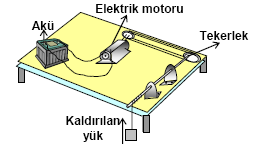 Elektrik motoru
Akü
Tekerlek
Kaldırılan
yük